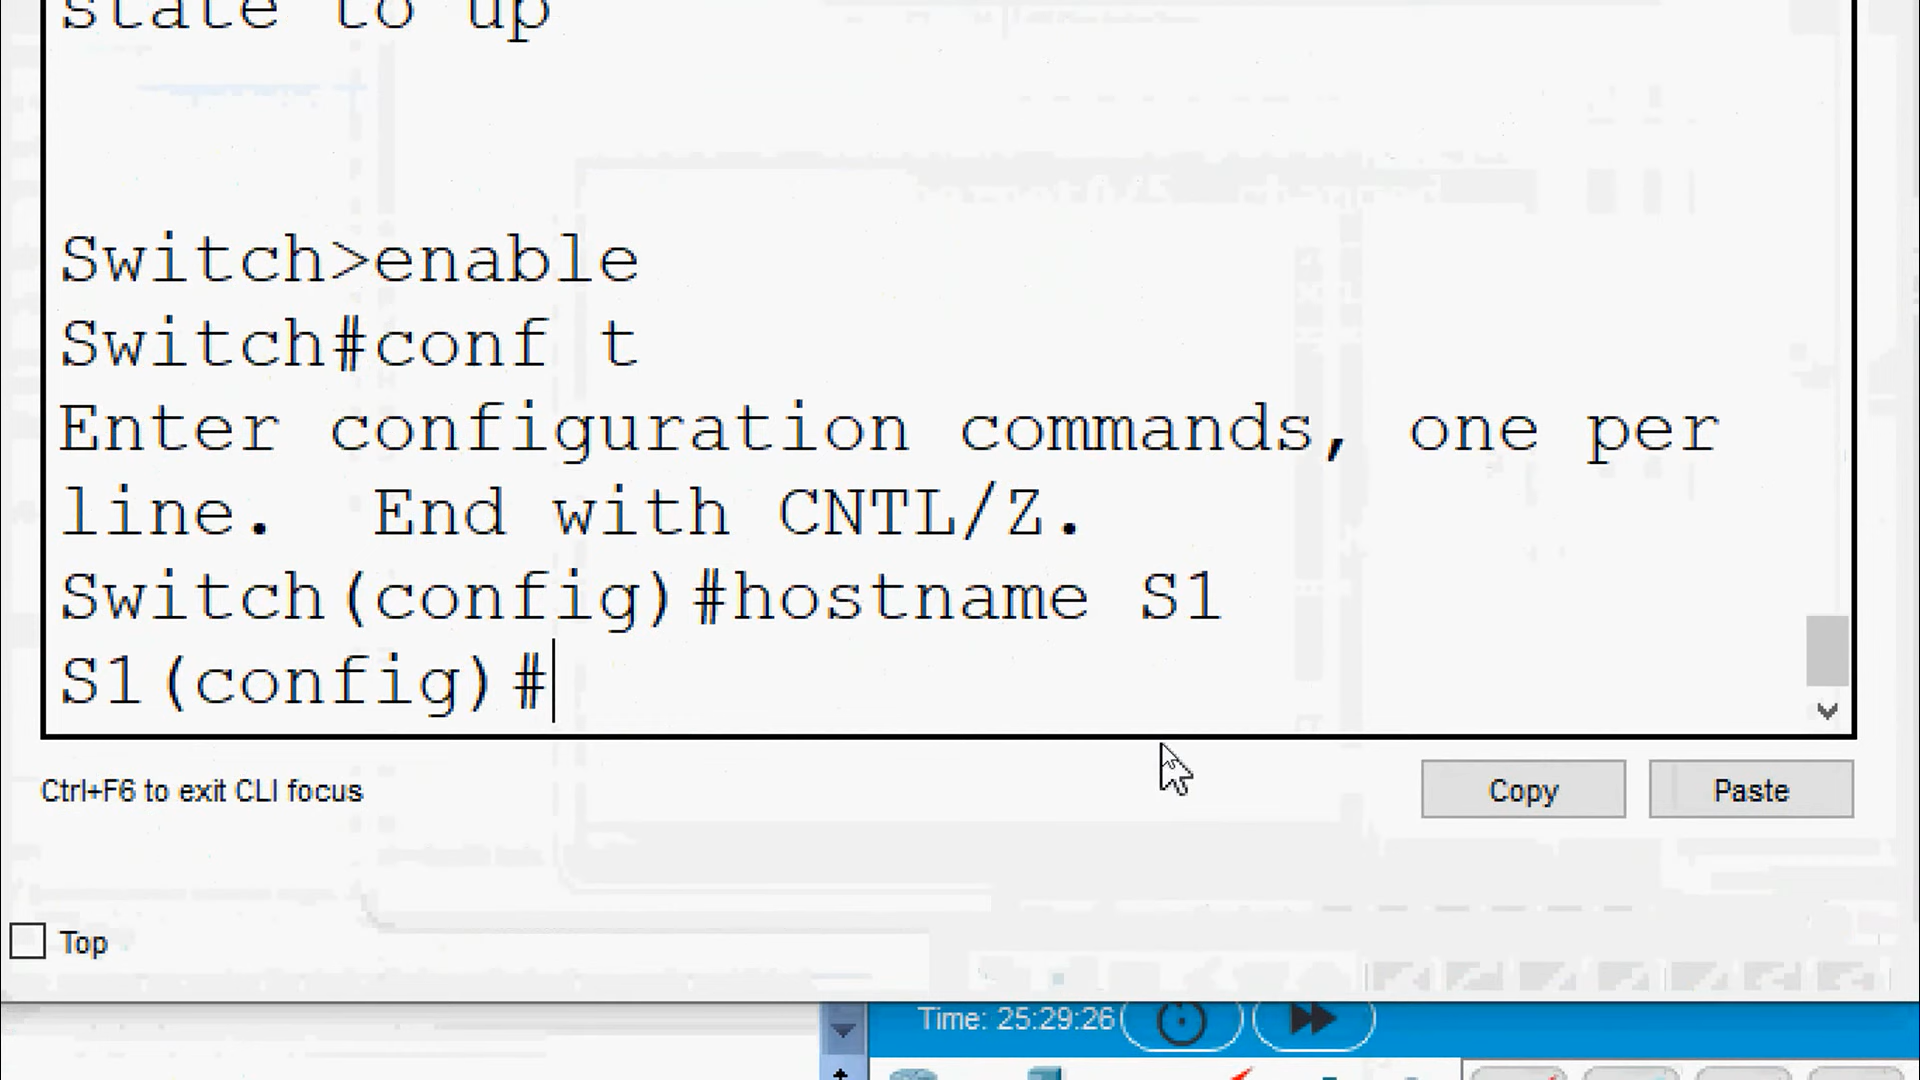 state to up
Switch>enable
Switch#conf t
Enter configuration commands, one per
line.  End with CNTL/Z.
Switch(config)#hostname S1
S1(config)#
Ctrl+F6 to exit CLI focus
Copy
Paste
Top
Time: 25:29:26